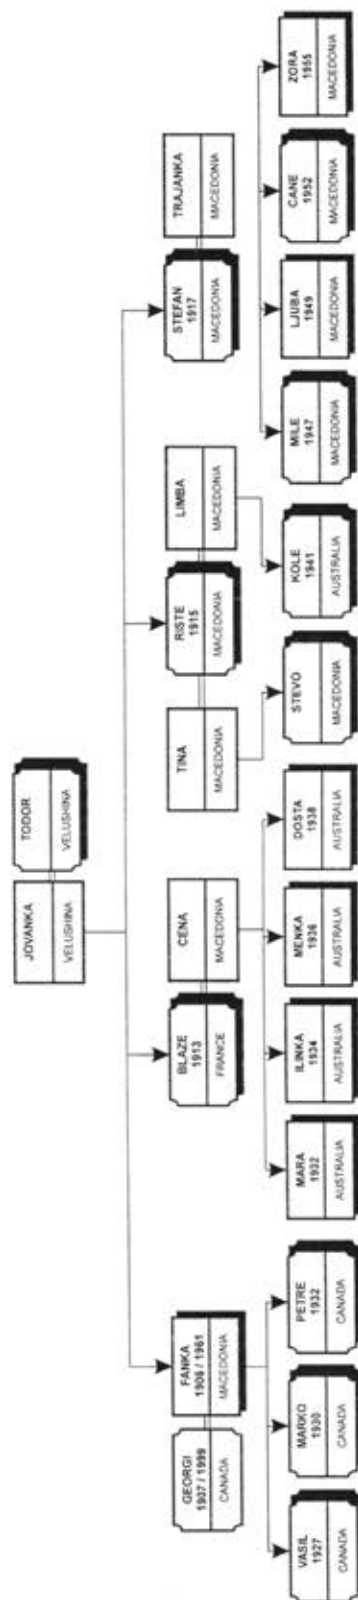 JOVANKA
VELUSHINA
TODOR
VELUSHINA
GEORGI
1907 / 1999
CANADA
FANKA
1906 / 1961
MACEDONIA
BLAZE
1913
FRANCE
CENA
MACEDONIA
TINA
MACEDONIA
RISTE
1915
MACEDONIA
LIMBA
MACEDONIA
STEFAN
1917
MACEDONIA
TRAJANKA
MACEDONIA
VASIL
1927
CANADA
MARKO
1930
CANADA
PETRE
1932
CANADA
MARA
1932
AUSTRALIA
ILINKA
1934
AUSTRALIA
MENKA
1936
AUSTRALIA
DOSTA
1938
AUSTRALIA
STEVO
MACEDONIA
KOLE
1941
AUSTRALIA
MILE
1947
MACEDONIA
LJUBA
1949
MACEDONIA
CANE
1952
MACEDONIA
ZORA
1955
MACEDONIA